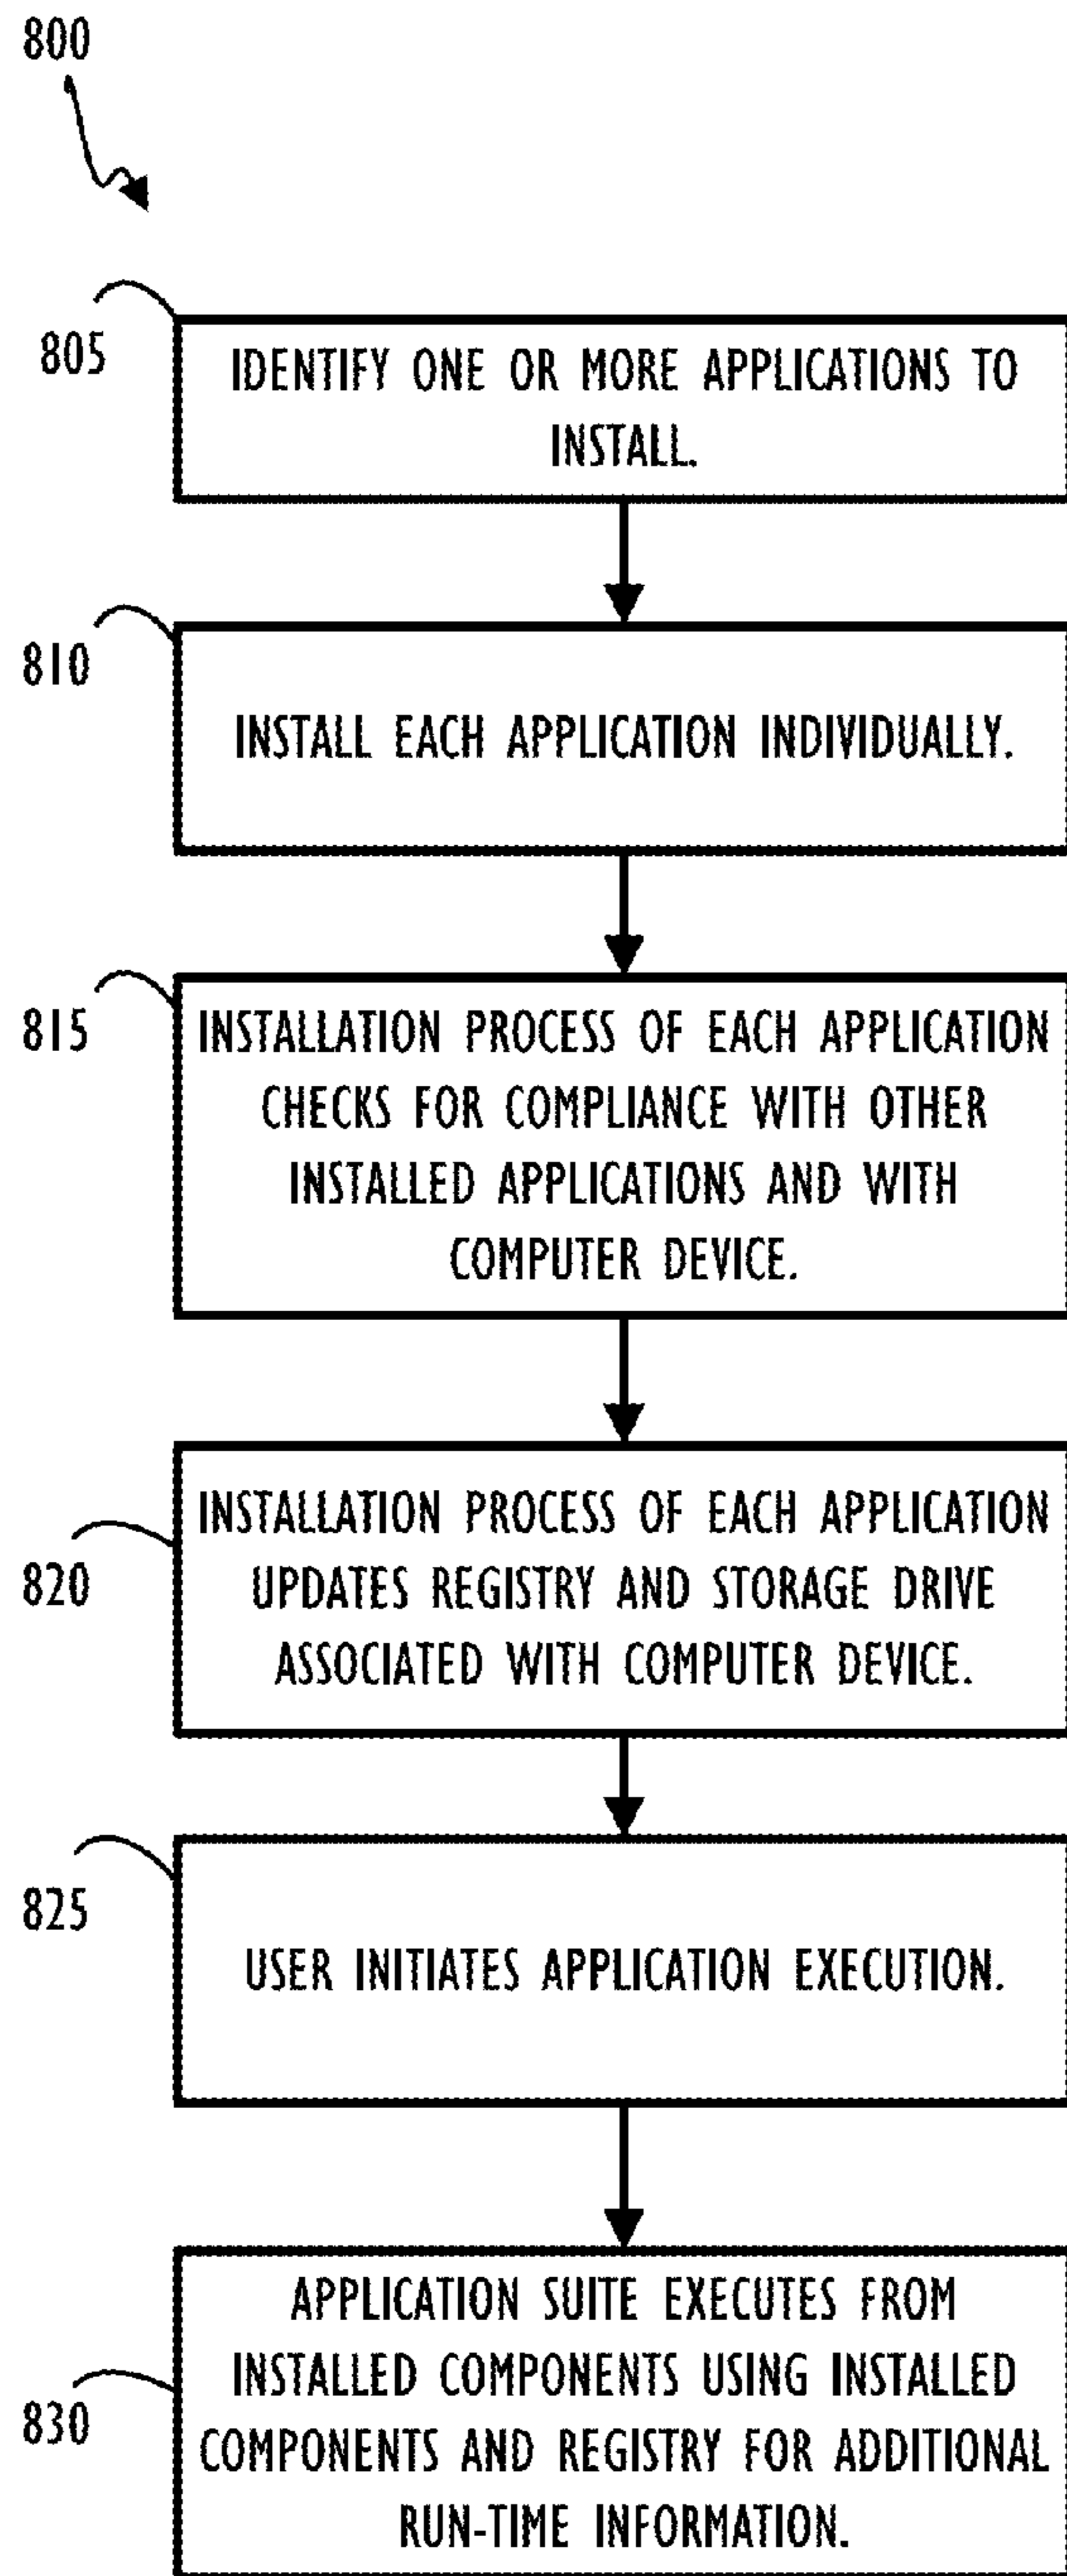 800
805
IDENTIFY ONE OR MORE APPLICATIONS TO
INSTALL.
810
INSTALL EACH APPLICATION INDIVIDUALLY.
815
INSTALLATION PROCESS OF EACH APPLICATION
CHECKS FOR COMPLIANCE WITH OTHER
INSTALLED APPLICATIONS AND WITH
COMPUTER DEVICE.
820
INSTALLATION PROCESS OF EACH APPLICATION
UPDATES REGISTRY AND STORAGE DRIVE
ASSOCIATED WITH COMPUTER DEVICE.
825
USER INITIATES APPLICATION EXECUTION.
830
APPLICATION SUITE EXECUTES FROM
INSTALLED COMPONENTS USING INSTALLED
COMPONENTS AND REGISTRY FOR ADDITIONAL
RUN-TIME INFORMATION.